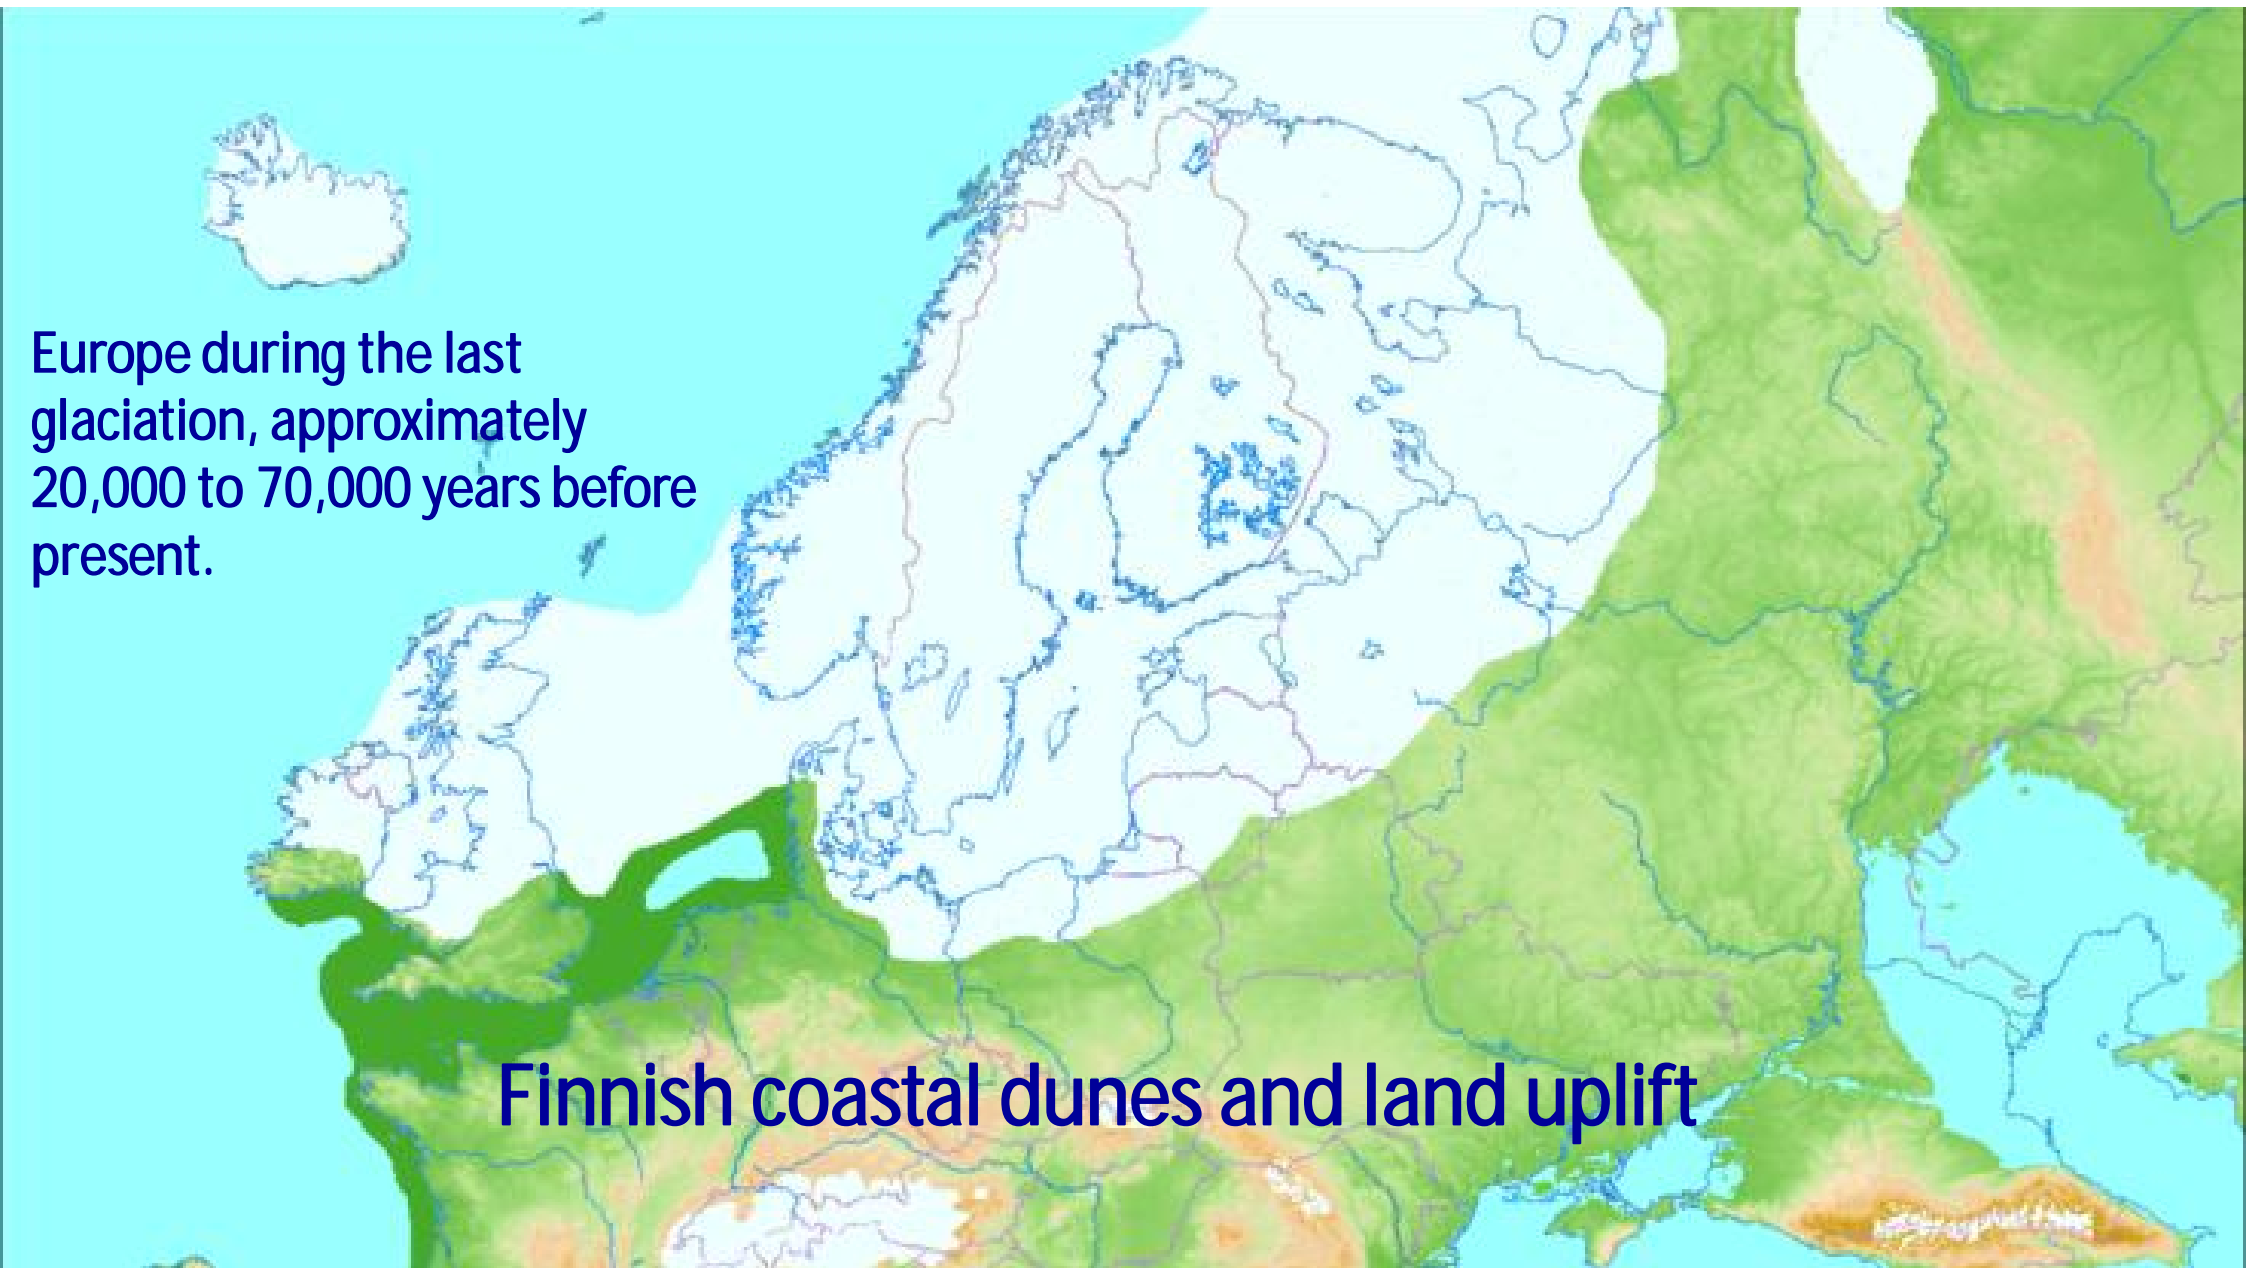 Europe during the last
glaciation, approximately
20,000 to 70,000 years before
present.
Finnish coastal dunes and land uplift